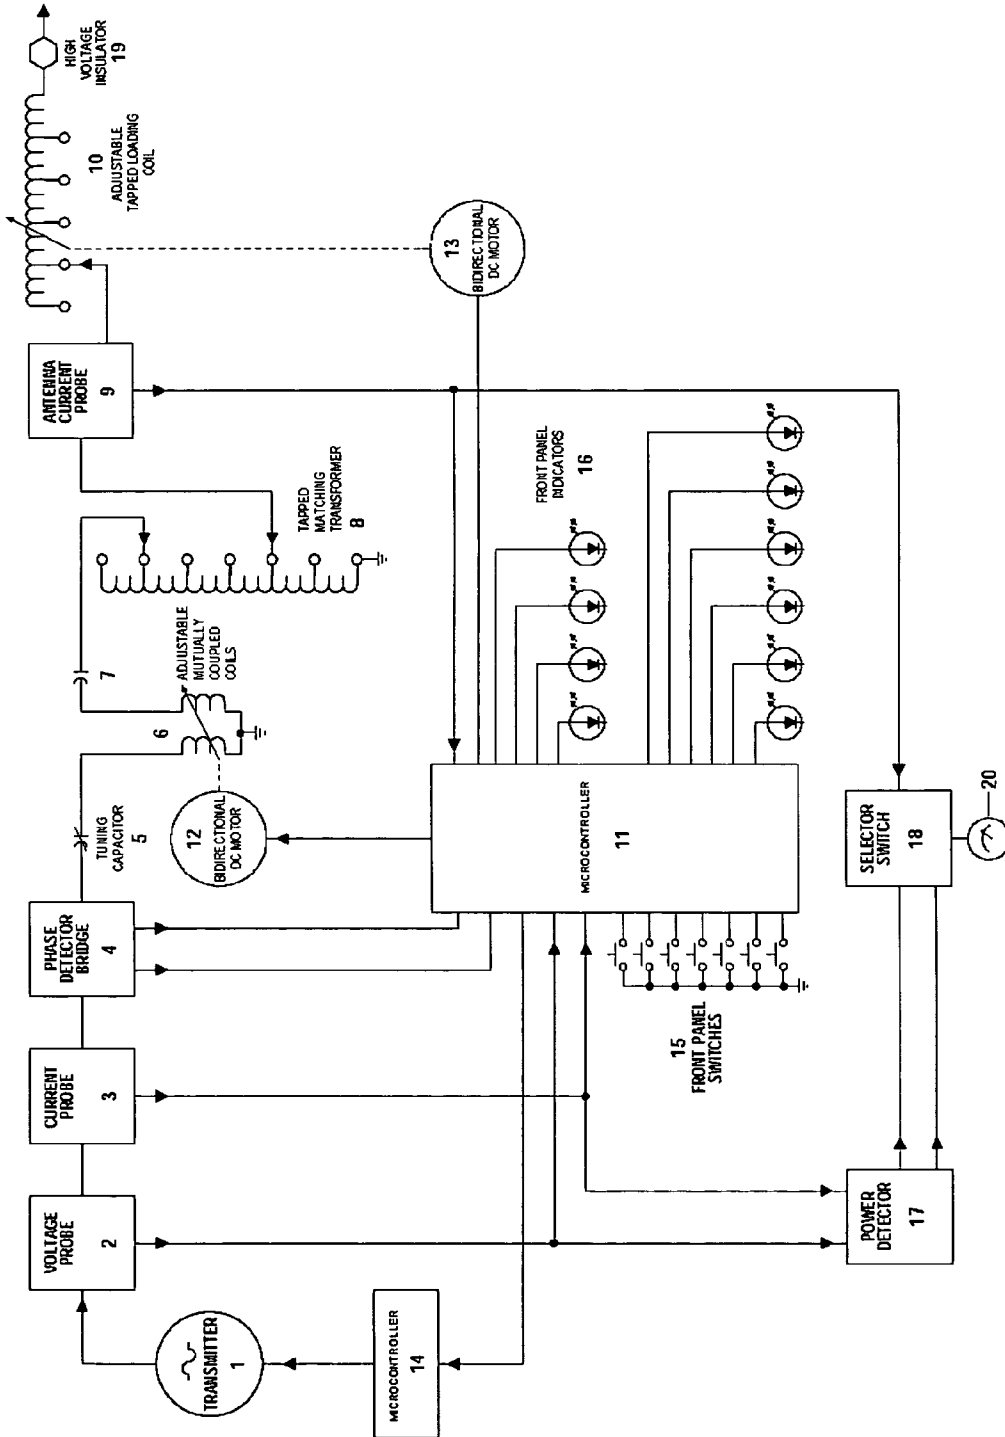 TRANSMITTER
1
VOLTAGE
PROBE
2
CURRENT
PROBE
3
PHASE
DETECTOR
BRIDGE
4
TUNING
CAPACITOR
5
6
ADJUSTABLE
MUTUALLY
COUPLED
COILS
7
TAPPED
MATCHING
TRANSFORMER
8
ANTENNA
CURRENT
PROBE
9
10
ADJUSTABLE
TAPPED LOADING
COIL
HIGH
VOLTAGE
INSULATOR
19
12
BIDIRECTIONAL
DC MOTOR
13
BIDIRECTIONAL
DC MOTOR
MICROCONTROLLER
14
MICROCONTROLLER
11
FRONT PANEL
INDICATORS
16
15
FRONT PANEL
SWITCHES
POWER
DETECTOR
17
SELECTOR
SWITCH
18
20